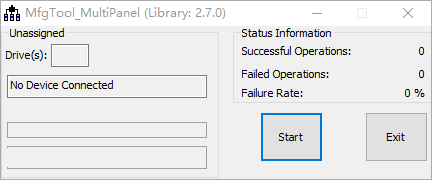 MfgTool_MultiPanel (Library: 2.7.0)
Unassigned
Drive(s):
No Device Connected
Status Information
Successful Operations: 0
Failed Operations: 0
Failure Rate: 0 %
Start
Exit